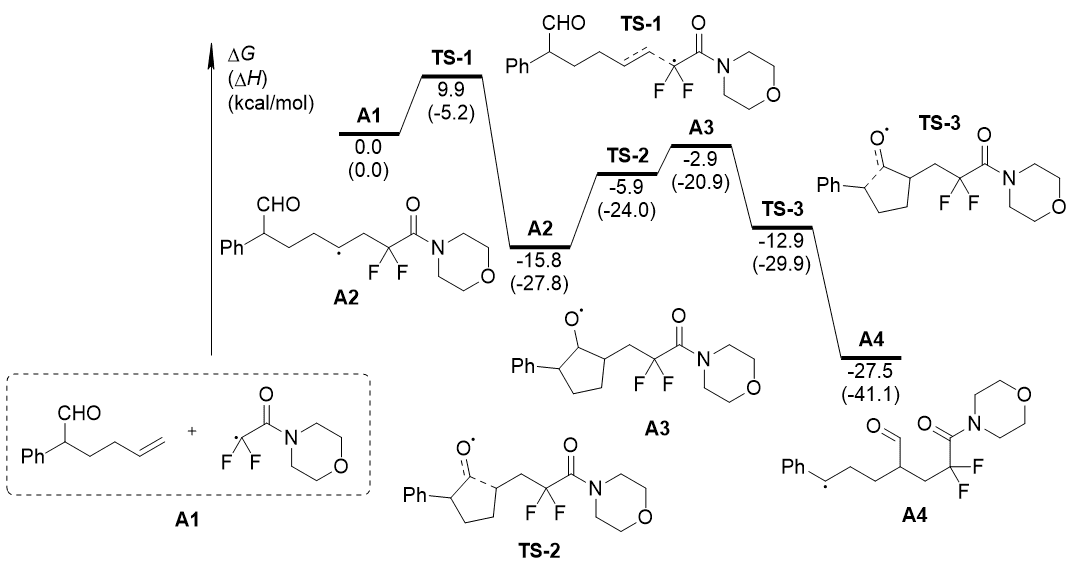 CHO
TS-1
O
Ph
N
F F
O
ΔG
(ΔH)
(kcal/mol)
TS-1
9.9
(-5.2)
A1
0.0
(0.0)
A3
-2.9
(-20.9)
TS-2
-5.9
(-24.0)
TS-3
O•
O
Ph
N
F F
O
TS-3
-12.9
(-29.9)
CHO
O
Ph
N
F F
O
A2
A2
-15.8
(-27.8)
O•
O
Ph
N
F F
O
A3
A4
-27.5
(-41.1)
CHO
Ph
+
O
N
F F
O
A1
O•
O
Ph
N
F F
O
TS-2
O
O
O
N
Ph
F
F
A4